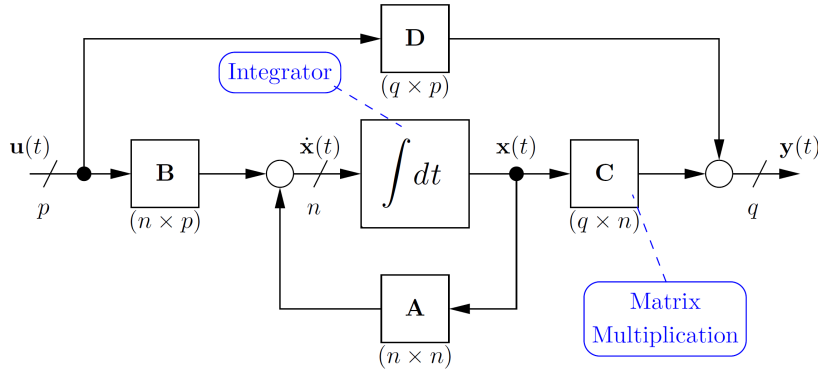 D
Integrator
(q × p)
u(t)
B
ẋ(t)
∫ dt
x(t)
C
y(t)
p
(n × p)
n
(q × n)
q
A
(n × n)
Matrix
Multiplication